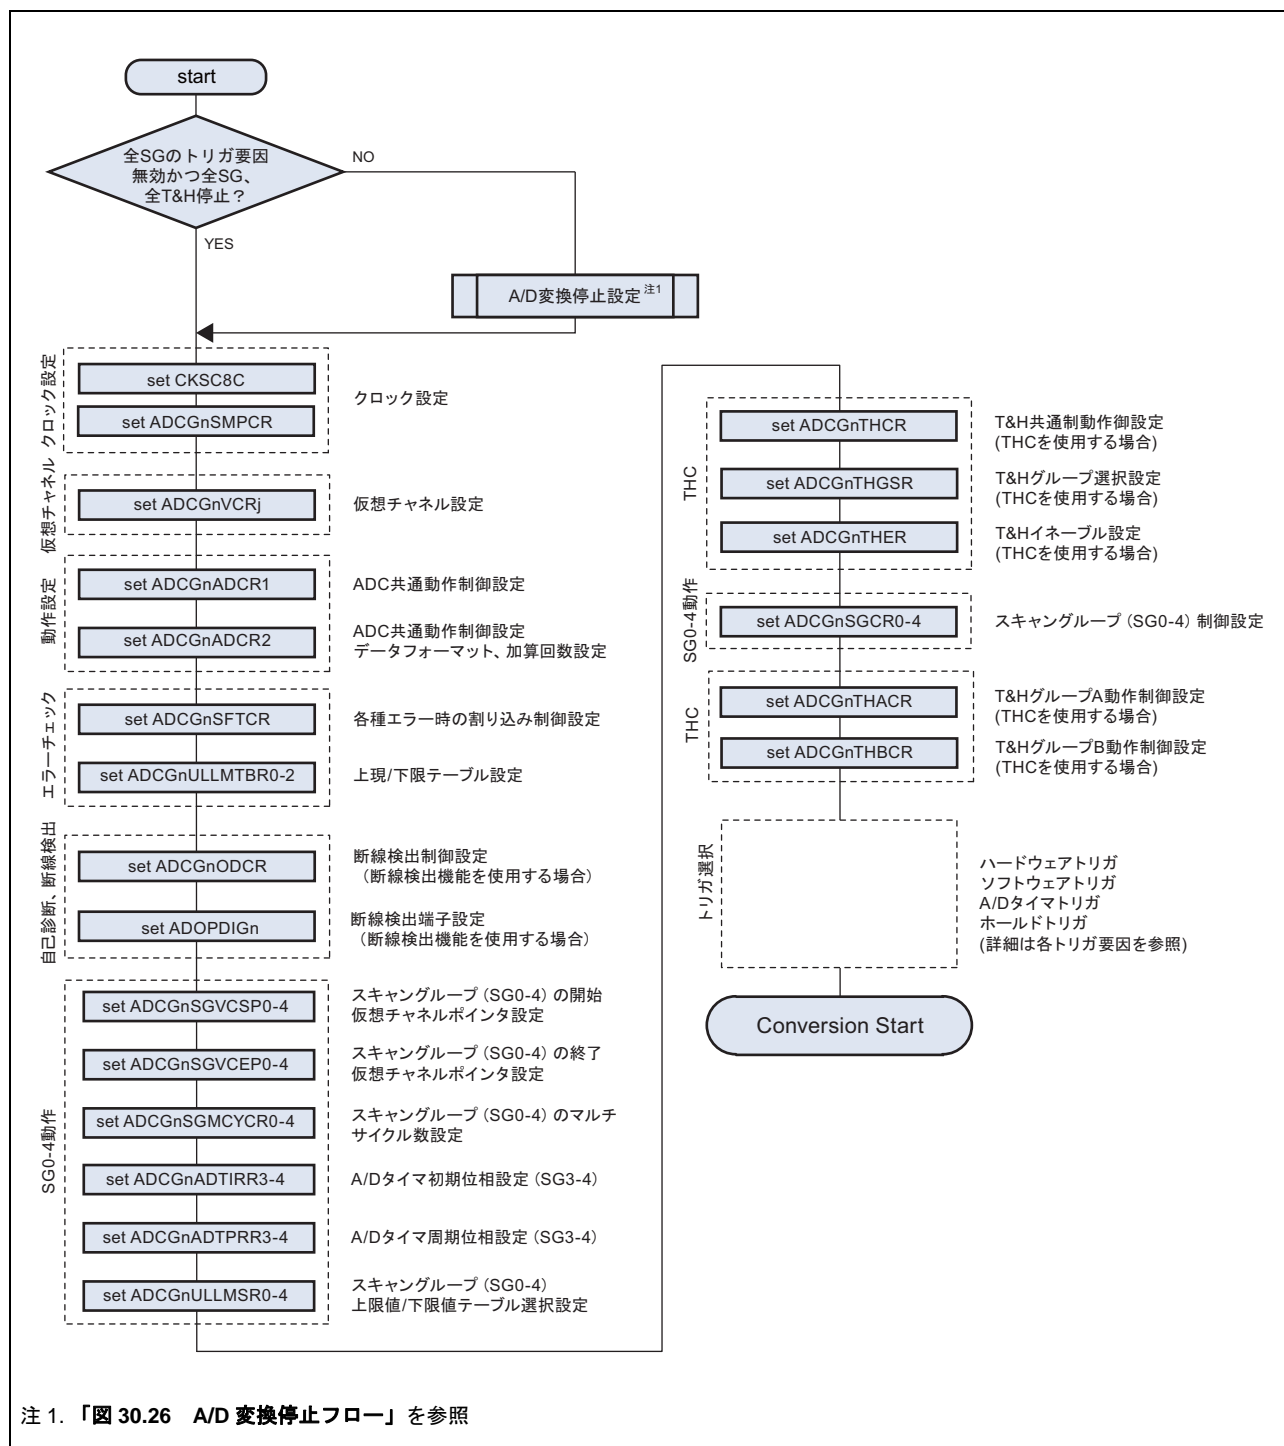 start
全SGのトリガ要因
無効かつ全SG、
全T&H停止？
NO
YES
A/D変換停止設定 注1
クロック設定
set CKSC8C
set ADCGnSMPCR
クロック設定
仮想チャネル
set ADCGnVCRj
仮想チャネル設定
動作設定
set ADCGnADCR1
ADC共通動作制御設定
set ADCGnADCR2
ADC共通動作制御設定
データフォーマット、加算回数設定
エラーチェック
set ADCGnSFTCR
各種エラー時の割り込み制御設定
set ADCGnULLMTBR0-2
上現/下限テーブル設定
自己診断、断線検出
set ADCGnODCR
断線検出制御設定
（断線検出機能を使用する場合）
set ADOPDIGn
断線検出端子設定
（断線検出機能を使用する場合）
SG0-4動作
set ADCGnSGVCSP0-4
スキャングループ（SG0-4）の開始
仮想チャネルポインタ設定
set ADCGnSGVCEP0-4
スキャングループ（SG0-4）の終了
仮想チャネルポインタ設定
set ADCGnSGMCYCR0-4
スキャングループ（SG0-4）のマルチ
サイクル数設定
set ADCGnADTIRR3-4
A/Dタイマ初期位相設定（SG3-4）
set ADCGnADTPRR3-4
A/Dタイマ周期位相設定（SG3-4）
set ADCGnULLMSR0-4
スキャングループ（SG0-4）
上限値/下限値テーブル選択設定
THC
set ADCGnTHCR
T&H共通制動作御設定
(THCを使用する場合)
set ADCGnTHGSR
T&Hグループ選択設定
(THCを使用する場合)
set ADCGnTHER
T&Hイネーブル設定
(THCを使用する場合)
SG0-4動作
set ADCGnSGCR0-4
スキャングループ（SG0-4）制御設定
THC
set ADCGnTHACR
T&HグループA動作制御設定
(THCを使用する場合)
set ADCGnTHBCR
T&HグループB動作制御設定
(THCを使用する場合)
トリガ選択
ハードウェアトリガ
ソフトウェアトリガ
A/Dタイマトリガ
ホールドトリガ
(詳細は各トリガ要因を参照)
Conversion Start
注 1. 「図 30.26 A/D 変換停止フロー」を参照